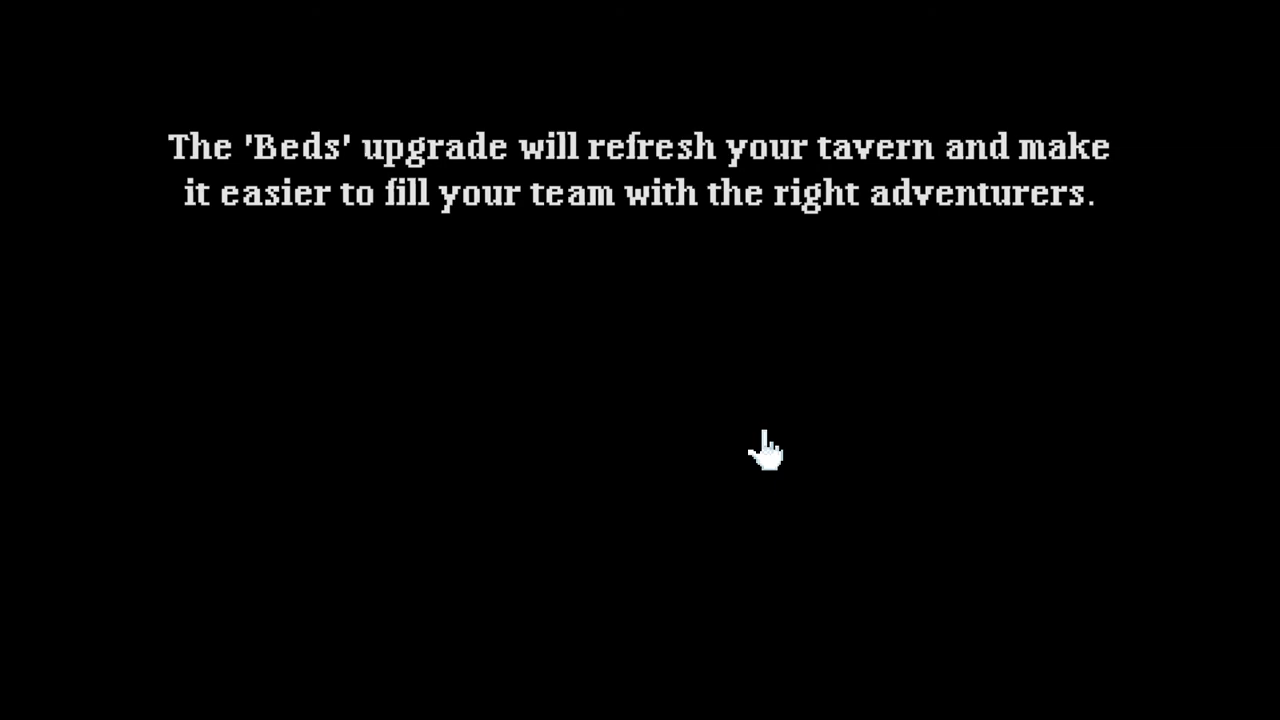 The 'Beds' upgrade will refresh your tavern and make
it easier to fill your team with the right adventurers.